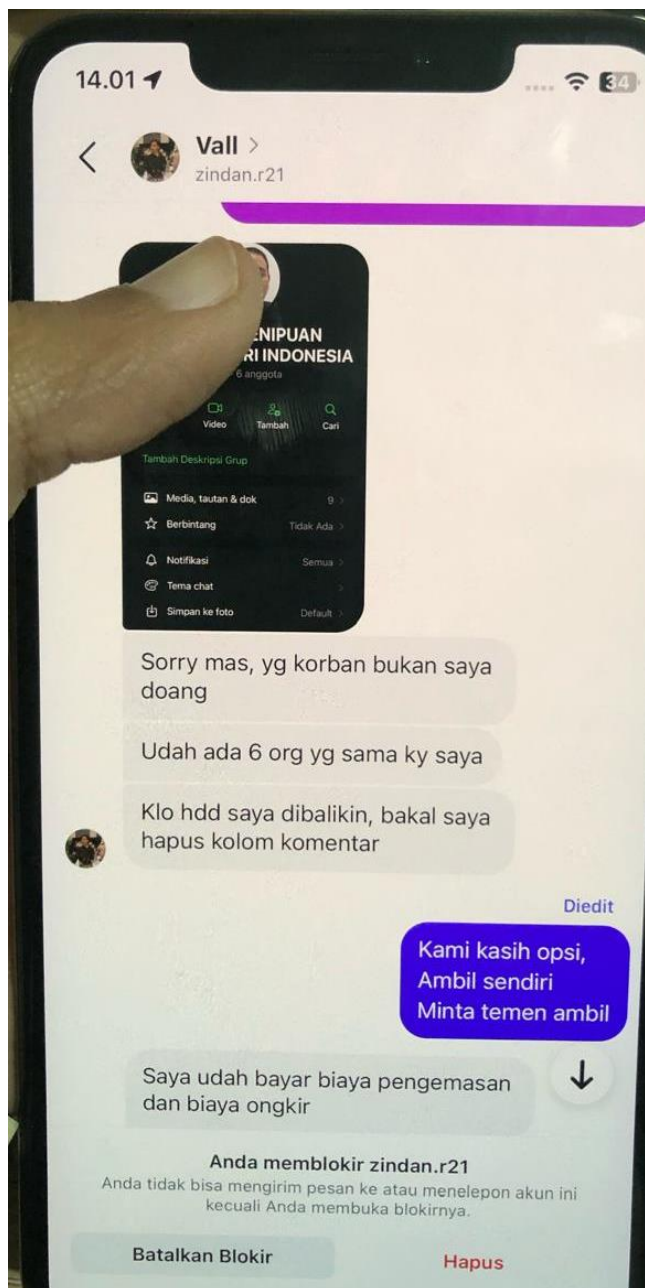 14.01
34
Vall >
zindan.r21
ENIPUAN
RI INDONESIA
6 anggota
Video Tambah Cari
Tambah Deskripsi Grup
Media, tautan & dok 9 >
Berbintang Tidak Ada >
Notifikasi Semua >
Tema chat >
Simpan ke foto Default >
Sorry mas, yg korban bukan saya
doang
Udah ada 6 org yg sama ky saya
Klo hdd saya dibalikin, bakal saya
hapus kolom komentar
Diedit
Kami kasih opsi,
Ambil sendiri
Minta temen ambil
Saya udah bayar biaya pengemasan
dan biaya ongkir
Anda memblokir zindan.r21
Anda tidak bisa mengirim pesan ke atau menelepon akun ini
kecuali Anda membuka blokirnya.
Batalkan Blokir Hapus